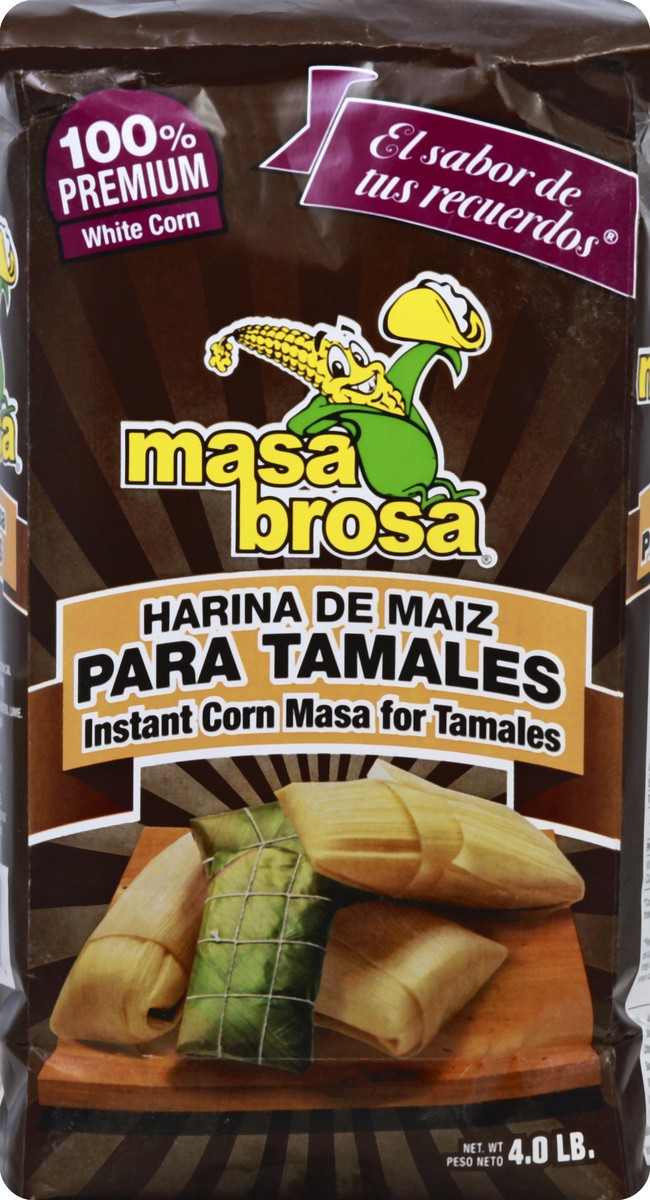 100%
PREMIUM
White Corn
El sabor de
tus recuerdos®
masa
brosa®
HARINA DE MAIZ
PARA TAMALES
Instant Corn Masa for Tamales
NET. WT
PESO NETO 4.0 LB.